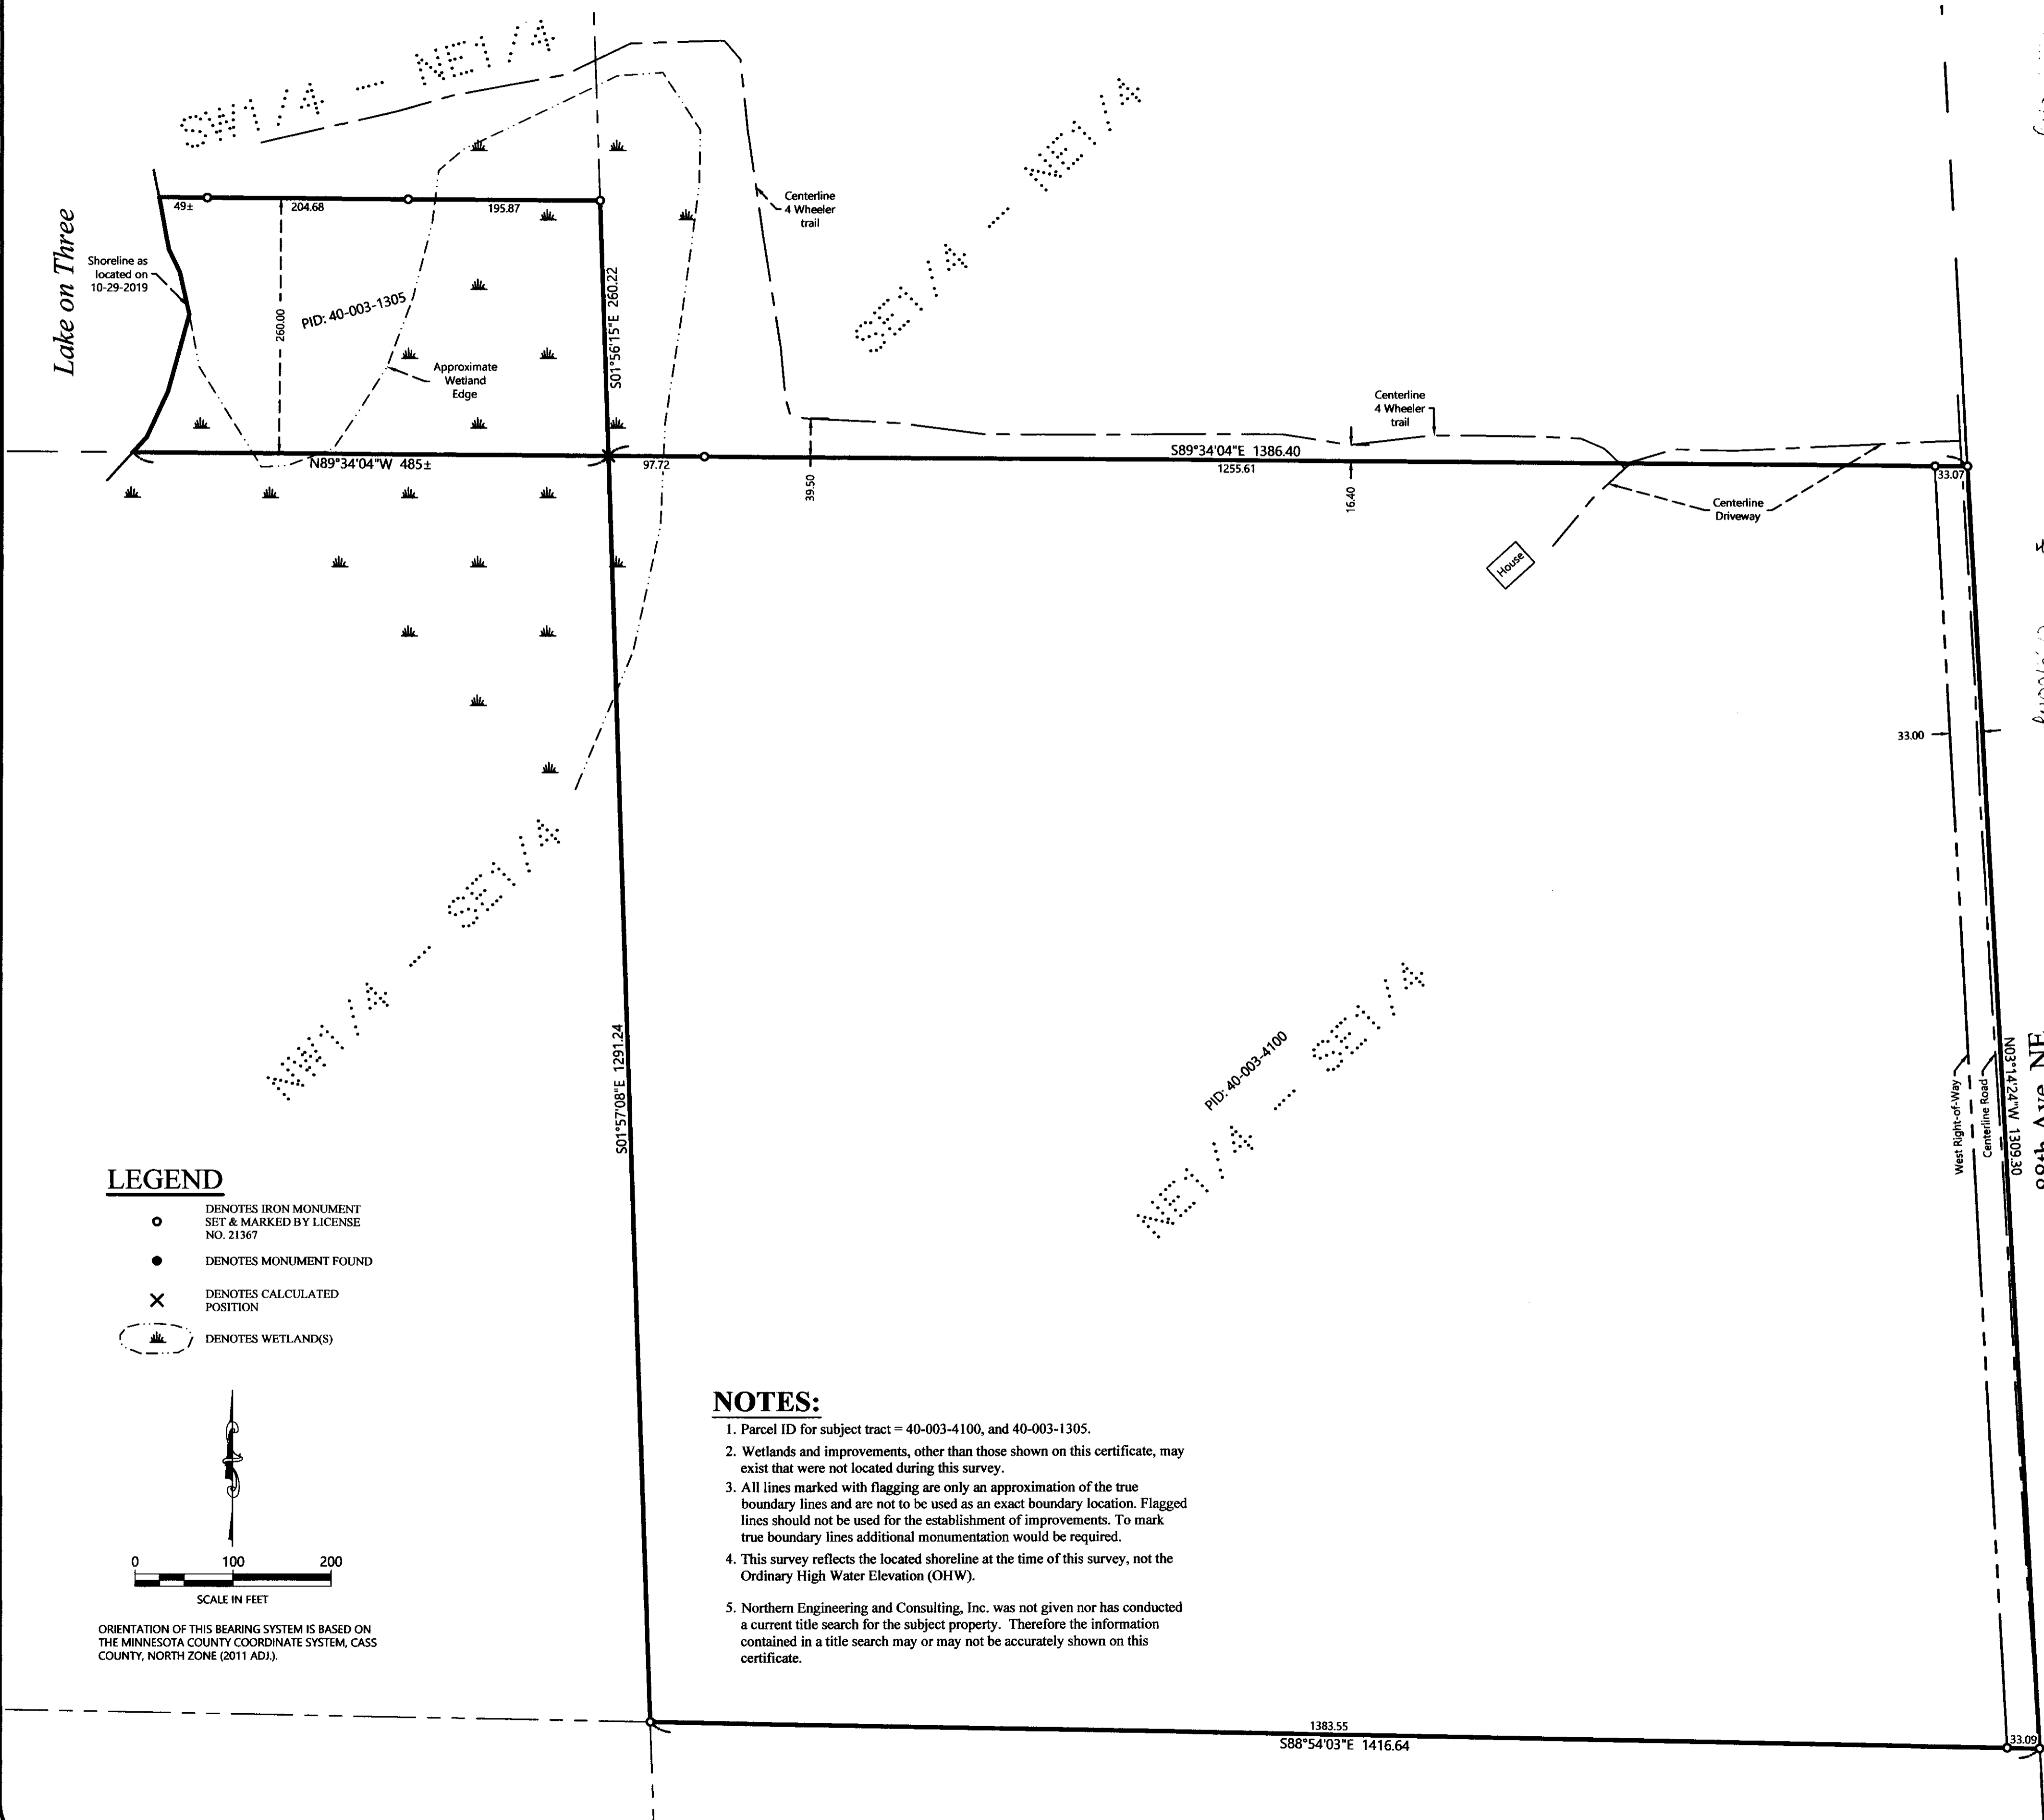 SW1/4 — NE1/4
SE1/4 — NE1/4
Lake on Three
49±
204.68
195.87
Centerline
4 Wheeler
trail
Shoreline as
located on
10-29-2019
260.00
PID: 40-003-1305
S01°56'15"E 260.22
Approximate
Wetland
Edge
Centerline
4 Wheeler
trail
N89°34'04"W 485±
97.72
S89°34'04"E 1386.40
1255.61
33.07
39.50
16.40
Centerline
Driveway
House
33.00
NW1/4 — SE1/4
S01°57'08"E 1291.24
PID: 40-003-4100
NE1/4 — SE1/4
West Right-of-Way
Centerline Road
N03°14'24"W 1309.30
LEGEND
DENOTES IRON MONUMENT
SET & MARKED BY LICENSE
NO. 21367
DENOTES MONUMENT FOUND
DENOTES CALCULATED
POSITION
DENOTES WETLAND(S)
0 100 200
SCALE IN FEET
ORIENTATION OF THIS BEARING SYSTEM IS BASED ON
THE MINNESOTA COUNTY COORDINATE SYSTEM, CASS
COUNTY, NORTH ZONE (2011 ADJ.).
NOTES:
1. Parcel ID for subject tract = 40-003-4100, and 40-003-1305.
2. Wetlands and improvements, other than those shown on this certificate, may
exist that were not located during this survey.
3. All lines marked with flagging are only an approximation of the true
boundary lines and are not to be used as an exact boundary location. Flagged
lines should not be used for the establishment of improvements. To mark
true boundary lines additional monumentation would be required.
4. This survey reflects the located shoreline at the time of this survey, not the
Ordinary High Water Elevation (OHW).
5. Northern Engineering and Consulting, Inc. was not given nor has conducted
a current title search for the subject property. Therefore the information
contained in a title search may or may not be accurately shown on this
certificate.
1383.55
S88°54'03"E 1416.64
33.09